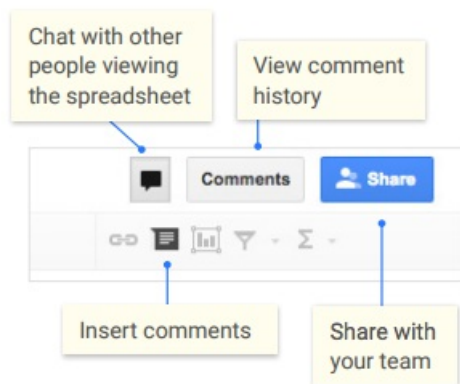 Chat with other
people viewing
the spreadsheet
View comment
history
Comments
Share
Σ
Insert comments
Share with
your team